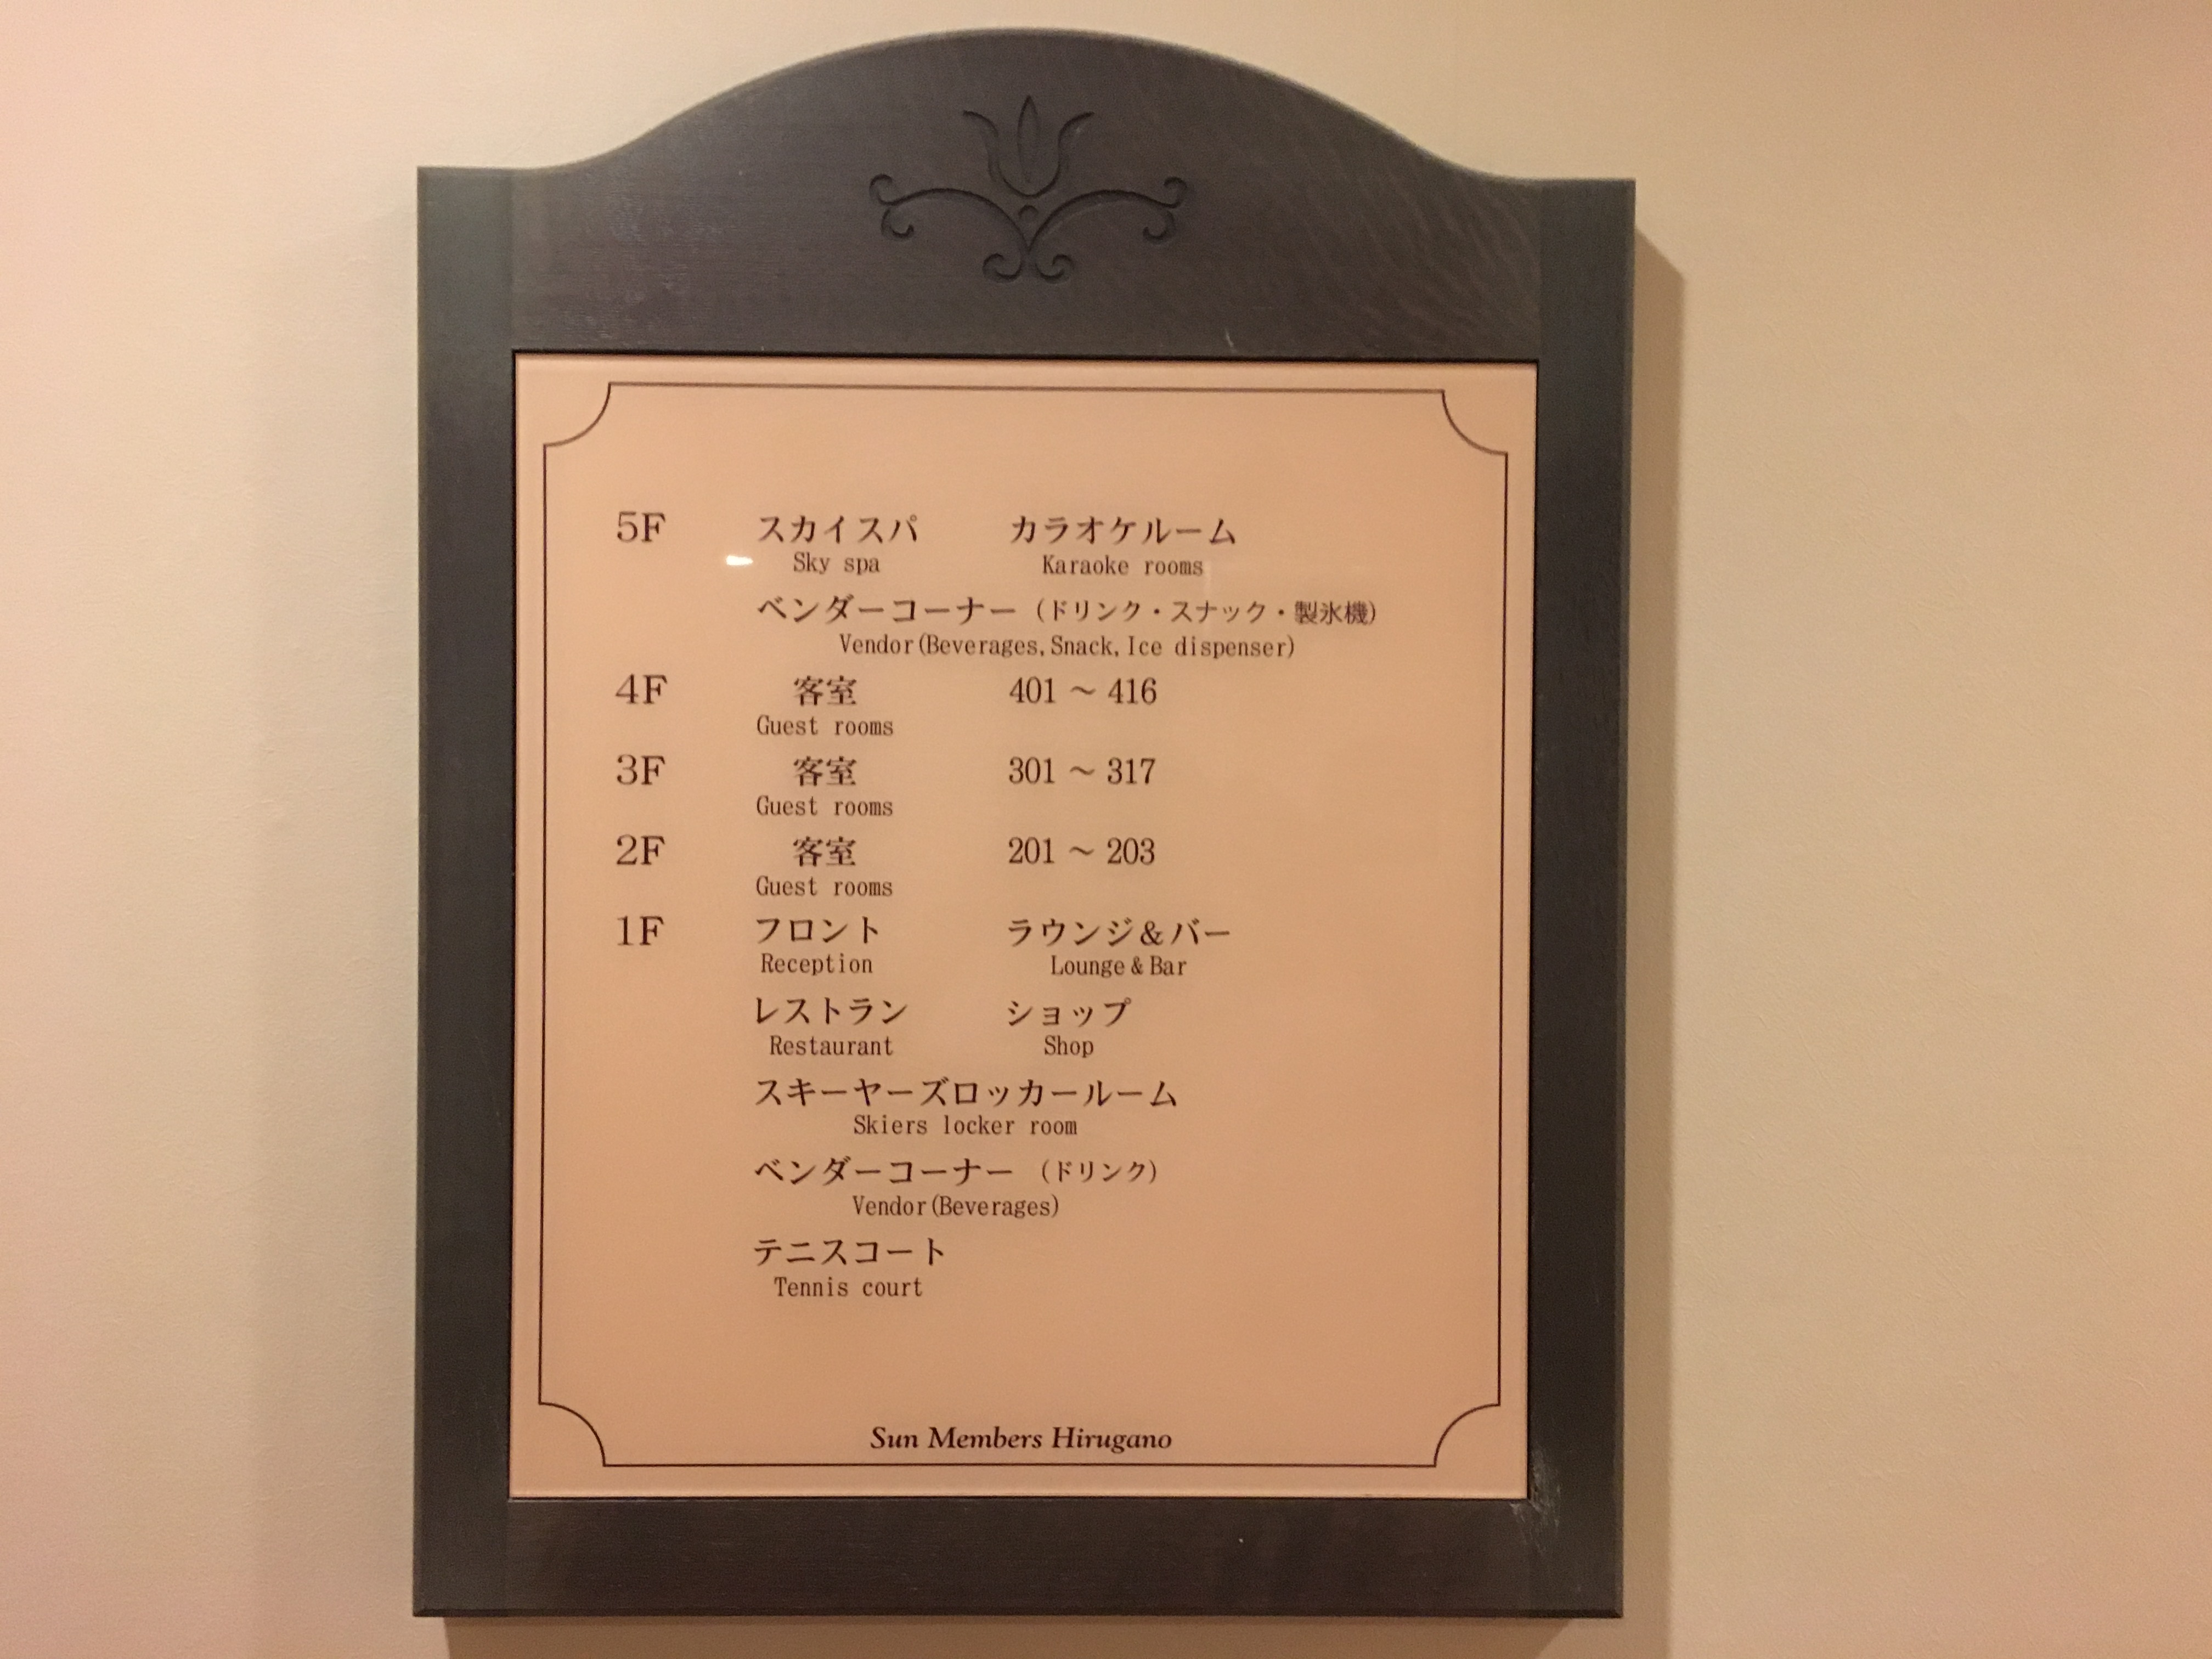 5F スカイスパ カラオケルーム
Sky spa Karaoke rooms
ベンダーコーナー（ドリンク・スナック・製氷機）
Vendor(Beverages,Snack,Ice dispenser)
4F 客室 401 ～ 416
Guest rooms
3F 客室 301 ～ 317
Guest rooms
2F 客室 201 ～ 203
Guest rooms
1F フロント ラウンジ＆バー
Reception Lounge＆Bar
レストラン ショップ
Restaurant Shop
スキーヤーズロッカールーム
Skiers locker room
ベンダーコーナー（ドリンク）
Vendor(Beverages)
テニスコート
Tennis court
Sun Members Hirugano